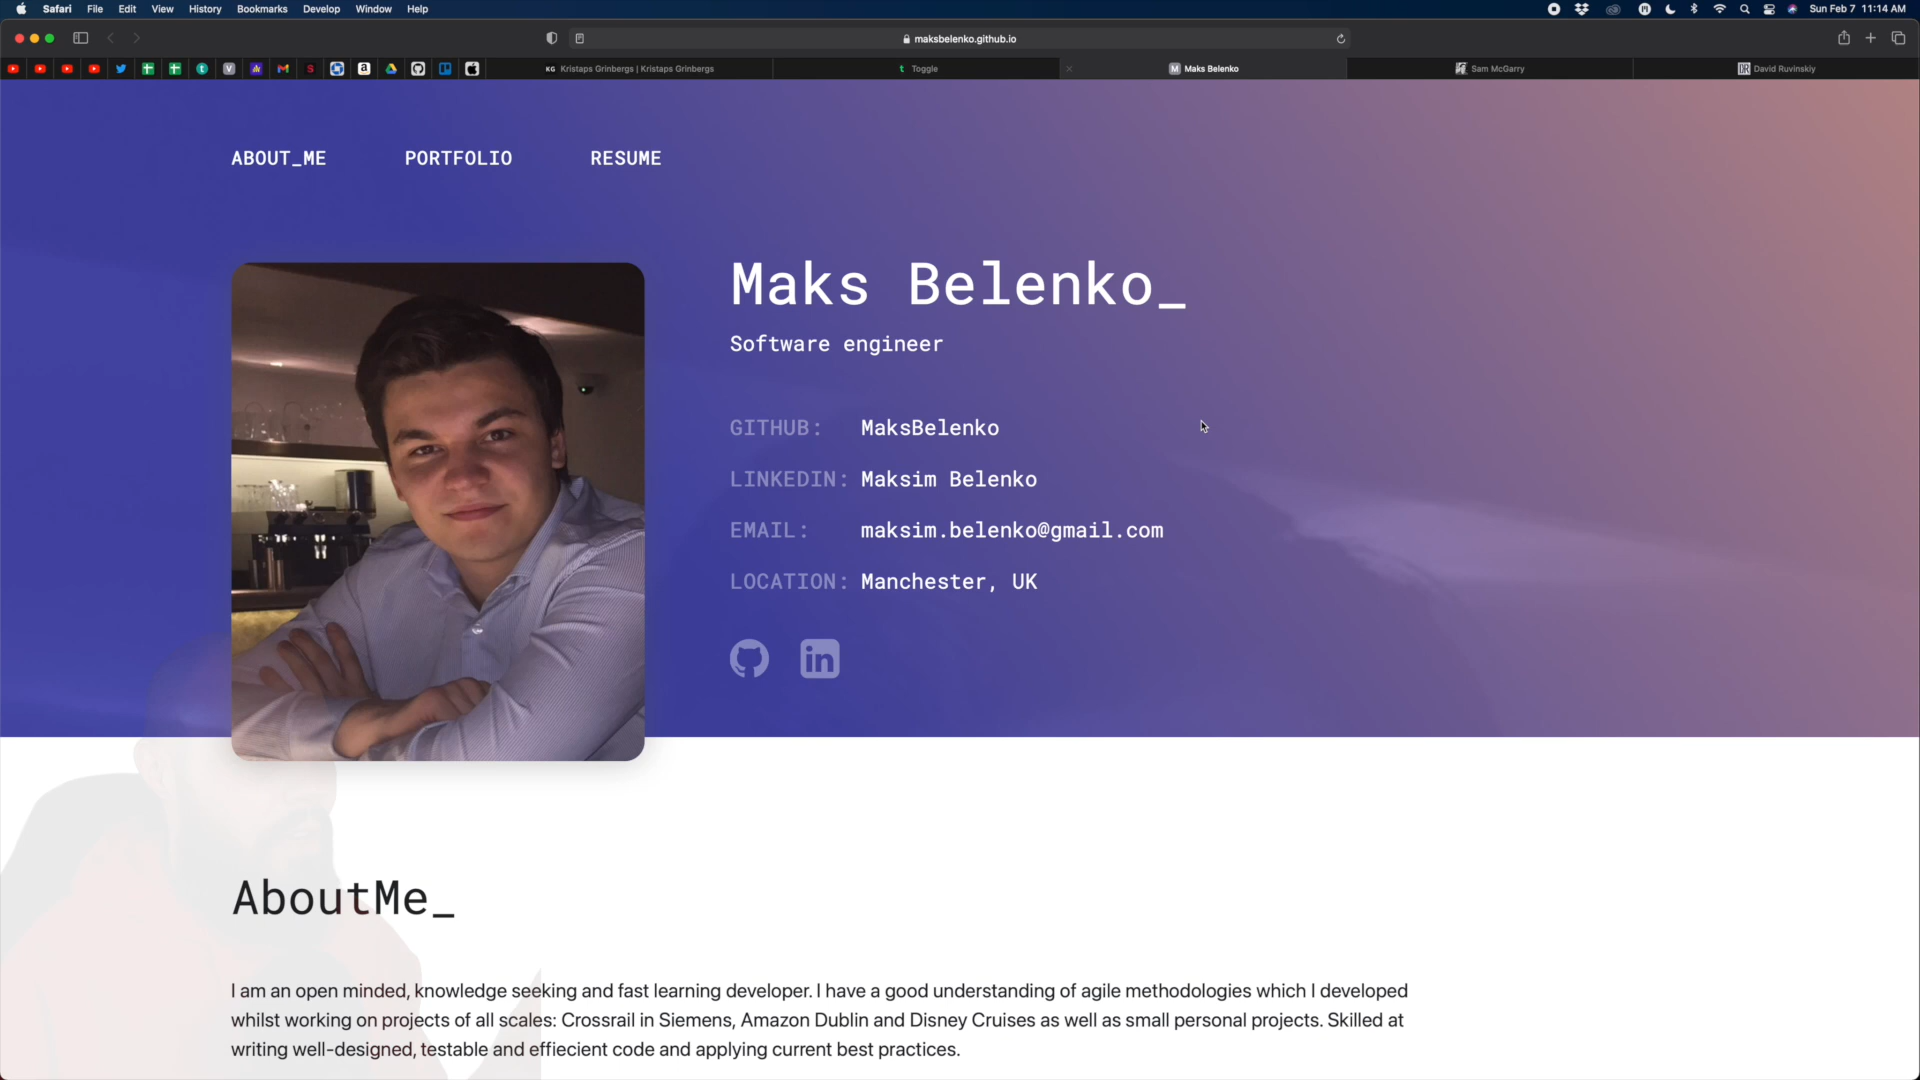 Safari File Edit View History Bookmarks Develop Window Help Sun Feb 7 11:14 AM
maksbelenko.github.io
KG Kristaps Grinbergs | Kristaps Grinbergs
t Toggle
M Maks Belenko
Sam McGarry
DR David Ruvinskiy
ABOUT_ME PORTFOLIO RESUME
Maks Belenko_
Software engineer
GITHUB: MaksBelenko
LINKEDIN: Maksim Belenko
EMAIL: maksim.belenko@gmail.com
LOCATION: Manchester, UK
in
AboutMe_
I am an open minded, knowledge seeking and fast learning developer. I have a good understanding of agile methodologies which I developed
whilst working on projects of all scales: Crossrail in Siemens, Amazon Dublin and Disney Cruises as well as small personal projects. Skilled at
writing well-designed, testable and effiecient code and applying current best practices.